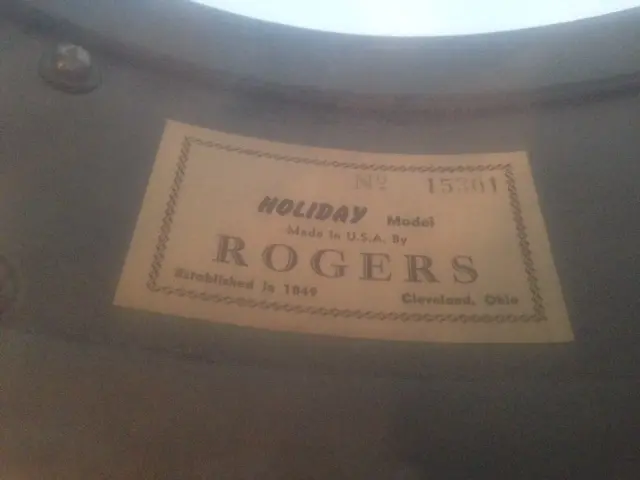 Nº 15301
HOLIDAY Model
Made In U.S.A. By
ROGERS
Established in 1849
Cleveland, Ohio